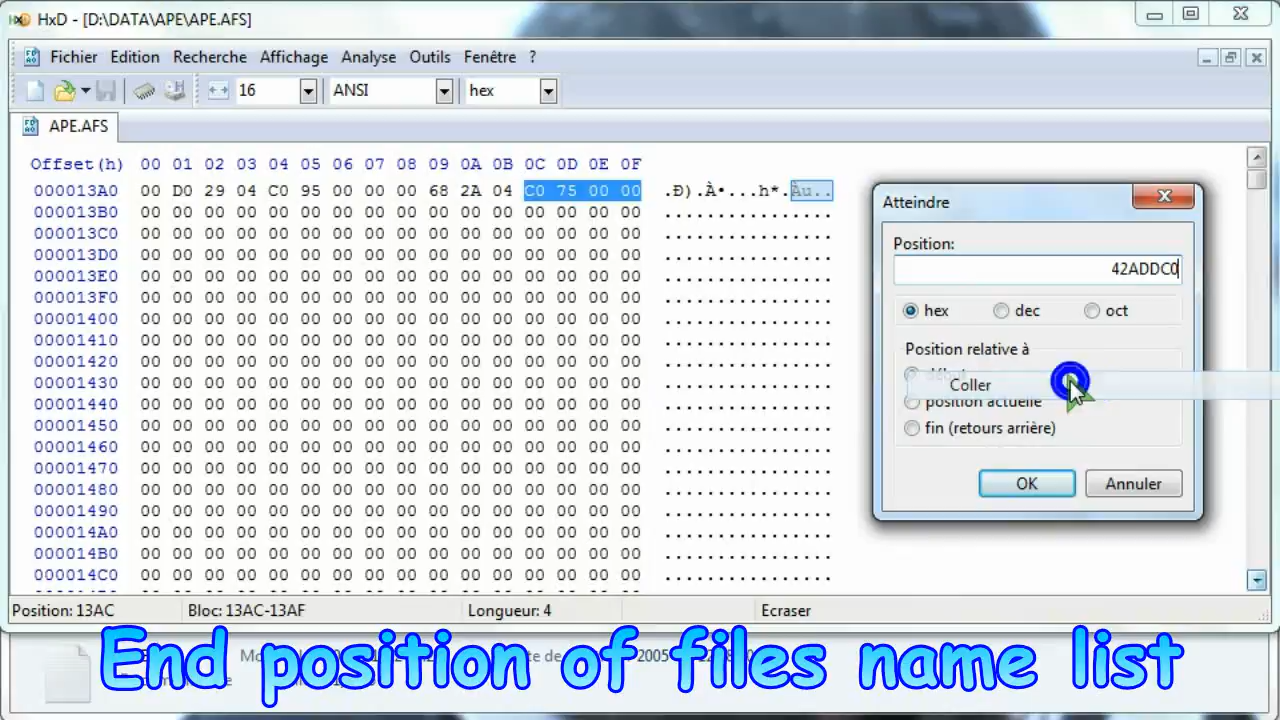 HxD - [D:\DATA\APE\APE.AFS]
Fichier Edition Recherche Affichage Analyse Outils Fenêtre ?
16 ANSI hex
APE.AFS
Offset(h) 00 01 02 03 04 05 06 07 08 09 0A 0B 0C 0D 0E 0F
000013A0 00 D0 29 04 C0 95 00 00 00 68 2A 04 C0 75 00 00 .Ð).À•...h*.Àu..
000013B0 00 00 00 00 00 00 00 00 00 00 00 00 00 00 00 00 ................
000013C0 00 00 00 00 00 00 00 00 00 00 00 00 00 00 00 00 ................
000013D0 00 00 00 00 00 00 00 00 00 00 00 00 00 00 00 00 ................
000013E0 00 00 00 00 00 00 00 00 00 00 00 00 00 00 00 00 ................
000013F0 00 00 00 00 00 00 00 00 00 00 00 00 00 00 00 00 ................
00001400 00 00 00 00 00 00 00 00 00 00 00 00 00 00 00 00 ................
00001410 00 00 00 00 00 00 00 00 00 00 00 00 00 00 00 00 ................
00001420 00 00 00 00 00 00 00 00 00 00 00 00 00 00 00 00 ................
00001430 00 00 00 00 00 00 00 00 00 00 00 00 00 00 00 00 ................
00001440 00 00 00 00 00 00 00 00 00 00 00 00 00 00 00 00 ................
00001450 00 00 00 00 00 00 00 00 00 00 00 00 00 00 00 00 ................
00001460 00 00 00 00 00 00 00 00 00 00 00 00 00 00 00 00 ................
00001470 00 00 00 00 00 00 00 00 00 00 00 00 00 00 00 00 ................
00001480 00 00 00 00 00 00 00 00 00 00 00 00 00 00 00 00 ................
00001490 00 00 00 00 00 00 00 00 00 00 00 00 00 00 00 00 ................
000014A0 00 00 00 00 00 00 00 00 00 00 00 00 00 00 00 00 ................
000014B0 00 00 00 00 00 00 00 00 00 00 00 00 00 00 00 00 ................
000014C0 00 00 00 00 00 00 00 00 00 00 00 00 00 00 00 00 ................
Atteindre
Position:
42ADDC0
hex dec oct
Position relative à
début
Coller
position actuelle
fin (retours arrière)
OK Annuler
Position: 13AC Bloc: 13AC-13AF Longueur: 4 Ecraser
End position of files name list